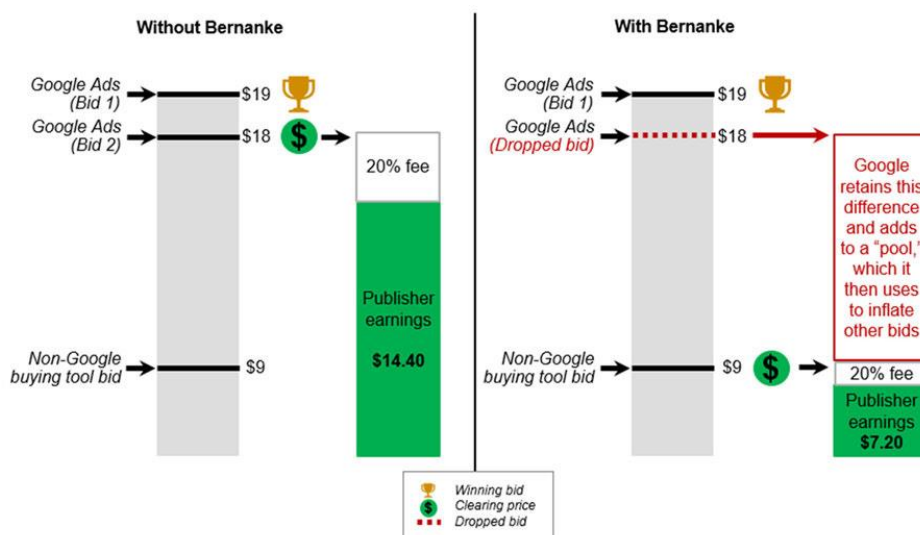 Without Bernanke
Google Ads
(Bid 1)
$19
Google Ads
(Bid 2)
$18
$
20% fee
Publisher
earnings
$14.40
Non-Google
buying tool bid
$9
With Bernanke
Google Ads
(Bid 1)
$19
Google Ads
(Dropped bid)
$18
Google
retains this
difference
and adds
to a “pool,”
which it
then uses
to inflate
other bids
Non-Google
buying tool bid
$9
$
20% fee
Publisher
earnings
$7.20
Winning bid
$
Clearing price
Dropped bid